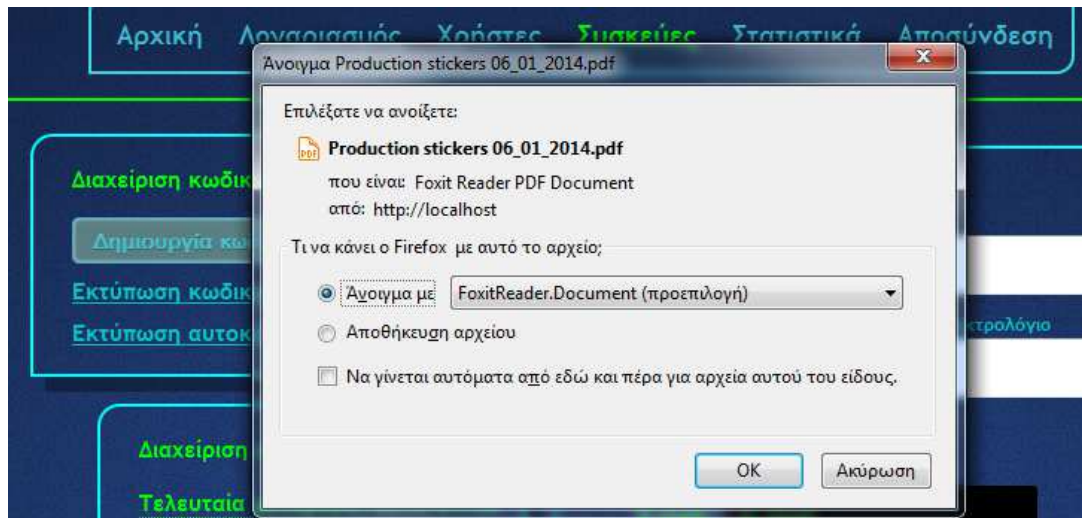 Αρχική Λογαριασμός Χρήστες Συσκευές Στατιστικά Αποσύνδεση
Άνοιγμα Production stickers 06_01_2014.pdf
Επιλέξατε να ανοίξετε:
PDF
Production stickers 06_01_2014.pdf
που είναι: Foxit Reader PDF Document
από: http://localhost
Διαχείριση κωδικ
Δημιουργία κω
Τι να κάνει ο Firefox με αυτό το αρχείο;
Εκτύπωση κωδικ
Άνοιγμα με FoxitReader.Document (προεπιλογή)
Εκτύπωση αυτοκ
Αποθήκευση αρχείου
κτρολόγιο
Να γίνεται αυτόματα από εδώ και πέρα για αρχεία αυτού του είδους.
Διαχείριση
OK Ακύρωση
Τελευταία